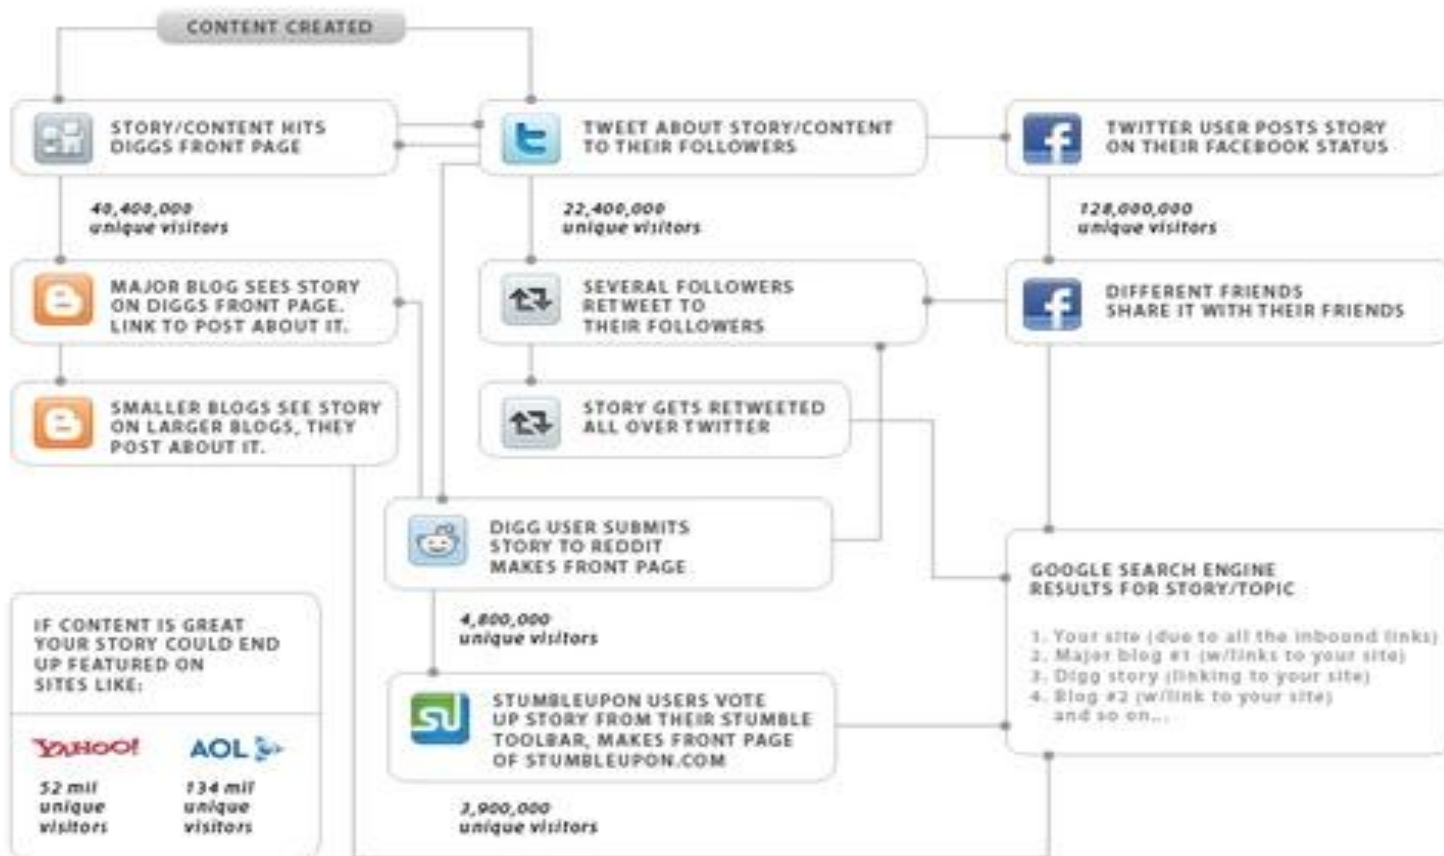 CONTENT CREATED
STORY/CONTENT HITS
DIGGS FRONT PAGE
TWEET ABOUT STORY/CONTENT
TO THEIR FOLLOWERS
TWITTER USER POSTS STORY
ON THEIR FACEBOOK STATUS
40,400,000
unique visitors
22,400,000
unique visitors
128,000,000
unique visitors
MAJOR BLOG SEES STORY
ON DIGGS FRONT PAGE.
LINK TO POST ABOUT IT.
SEVERAL FOLLOWERS
RETWEET TO
THEIR FOLLOWERS
DIFFERENT FRIENDS
SHARE IT WITH THEIR FRIENDS
SMALLER BLOGS SEE STORY
ON LARGER BLOGS, THEY
POST ABOUT IT.
STORY GETS RETWEETED
ALL OVER TWITTER
DIGG USER SUBMITS
STORY TO REDDIT
MAKES FRONT PAGE
4,800,000
unique visitors
GOOGLE SEARCH ENGINE
RESULTS FOR STORY/TOPIC
1. Your site (due to all the inbound links)
2. Major blog #1 (w/links to your site)
3. Digg story (linking to your site)
4. Blog #2 (w/link to your site)
and so on...
IF CONTENT IS GREAT
YOUR STORY COULD END
UP FEATURED ON
SITES LIKE:
YAHOO!
AOL
52 mil
unique
visitors
134 mil
unique
visitors
SU
STUMBLEUPON USERS VOTE
UP STORY FROM THEIR STUMBLE
TOOLBAR, MAKES FRONT PAGE
OF STUMBLEUPON.COM
3,900,000
unique visitors